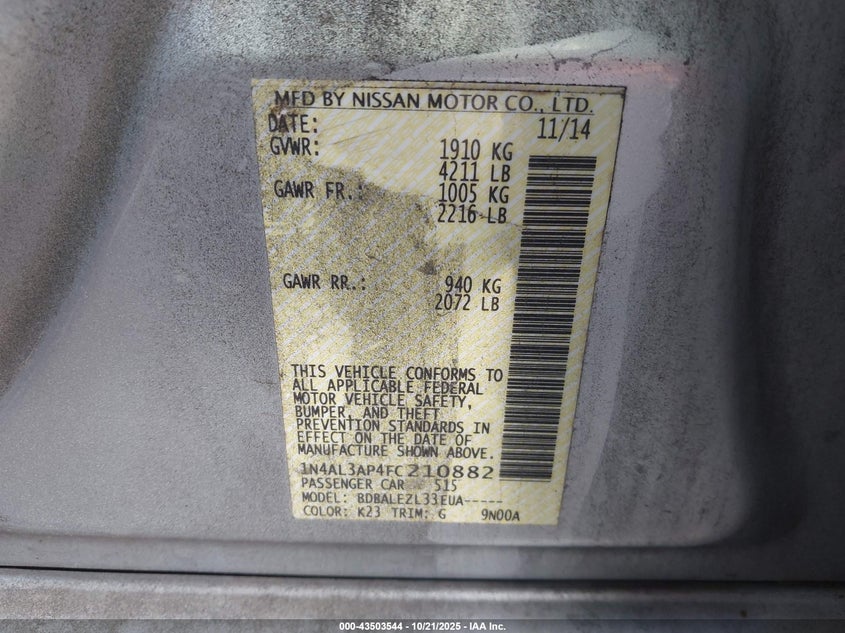 MFD BY NISSAN MOTOR CO., LTD.
DATE: 11/14
GVWR: 1910 KG
4211 LB
GAWR FR.: 1005 KG
2216 LB
GAWR RR.: 940 KG
2072 LB
THIS VEHICLE CONFORMS TO
ALL APPLICABLE FEDERAL
MOTOR VEHICLE SAFETY,
BUMPER, AND THEFT
PREVENTION STANDARDS IN
EFFECT ON THE DATE OF
MANUFACTURE SHOWN ABOVE.
1N4AL3AP4FC210882
PASSENGER CAR 515
MODEL: BDBALEZL33EUA-----
COLOR: K23 TRIM: G 9N00A
000-43503544 - 10/21/2025 - IAA Inc.